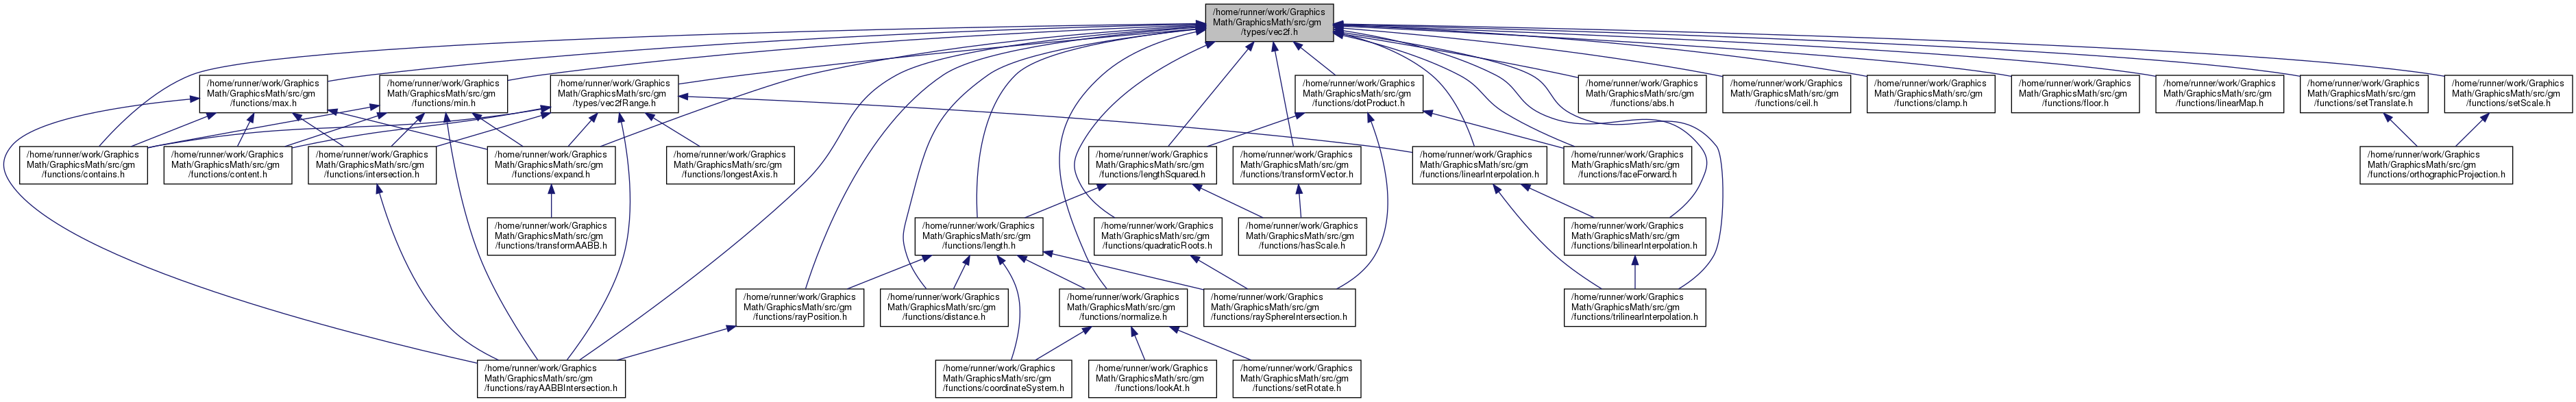 /home/runner/work/Graphics
Math/GraphicsMath/src/gm
/types/vec2f.h
/home/runner/work/Graphics
Math/GraphicsMath/src/gm
/functions/max.h
/home/runner/work/Graphics
Math/GraphicsMath/src/gm
/functions/min.h
/home/runner/work/Graphics
Math/GraphicsMath/src/gm
/types/vec2fRange.h
/home/runner/work/Graphics
Math/GraphicsMath/src/gm
/functions/dotProduct.h
/home/runner/work/Graphics
Math/GraphicsMath/src/gm
/functions/abs.h
/home/runner/work/Graphics
Math/GraphicsMath/src/gm
/functions/ceil.h
/home/runner/work/Graphics
Math/GraphicsMath/src/gm
/functions/clamp.h
/home/runner/work/Graphics
Math/GraphicsMath/src/gm
/functions/floor.h
/home/runner/work/Graphics
Math/GraphicsMath/src/gm
/functions/linearMap.h
/home/runner/work/Graphics
Math/GraphicsMath/src/gm
/functions/setTranslate.h
/home/runner/work/Graphics
Math/GraphicsMath/src/gm
/functions/setScale.h
/home/runner/work/Graphics
Math/GraphicsMath/src/gm
/functions/contains.h
/home/runner/work/Graphics
Math/GraphicsMath/src/gm
/functions/content.h
/home/runner/work/Graphics
Math/GraphicsMath/src/gm
/functions/intersection.h
/home/runner/work/Graphics
Math/GraphicsMath/src/gm
/functions/expand.h
/home/runner/work/Graphics
Math/GraphicsMath/src/gm
/functions/longestAxis.h
/home/runner/work/Graphics
Math/GraphicsMath/src/gm
/functions/lengthSquared.h
/home/runner/work/Graphics
Math/GraphicsMath/src/gm
/functions/transformVector.h
/home/runner/work/Graphics
Math/GraphicsMath/src/gm
/functions/linearInterpolation.h
/home/runner/work/Graphics
Math/GraphicsMath/src/gm
/functions/faceForward.h
/home/runner/work/Graphics
Math/GraphicsMath/src/gm
/functions/orthographicProjection.h
/home/runner/work/Graphics
Math/GraphicsMath/src/gm
/functions/transformAABB.h
/home/runner/work/Graphics
Math/GraphicsMath/src/gm
/functions/length.h
/home/runner/work/Graphics
Math/GraphicsMath/src/gm
/functions/quadraticRoots.h
/home/runner/work/Graphics
Math/GraphicsMath/src/gm
/functions/hasScale.h
/home/runner/work/Graphics
Math/GraphicsMath/src/gm
/functions/bilinearInterpolation.h
/home/runner/work/Graphics
Math/GraphicsMath/src/gm
/functions/rayPosition.h
/home/runner/work/Graphics
Math/GraphicsMath/src/gm
/functions/distance.h
/home/runner/work/Graphics
Math/GraphicsMath/src/gm
/functions/normalize.h
/home/runner/work/Graphics
Math/GraphicsMath/src/gm
/functions/raySphereIntersection.h
/home/runner/work/Graphics
Math/GraphicsMath/src/gm
/functions/trilinearInterpolation.h
/home/runner/work/Graphics
Math/GraphicsMath/src/gm
/functions/rayAABBIntersection.h
/home/runner/work/Graphics
Math/GraphicsMath/src/gm
/functions/coordinateSystem.h
/home/runner/work/Graphics
Math/GraphicsMath/src/gm
/functions/lookAt.h
/home/runner/work/Graphics
Math/GraphicsMath/src/gm
/functions/setRotate.h